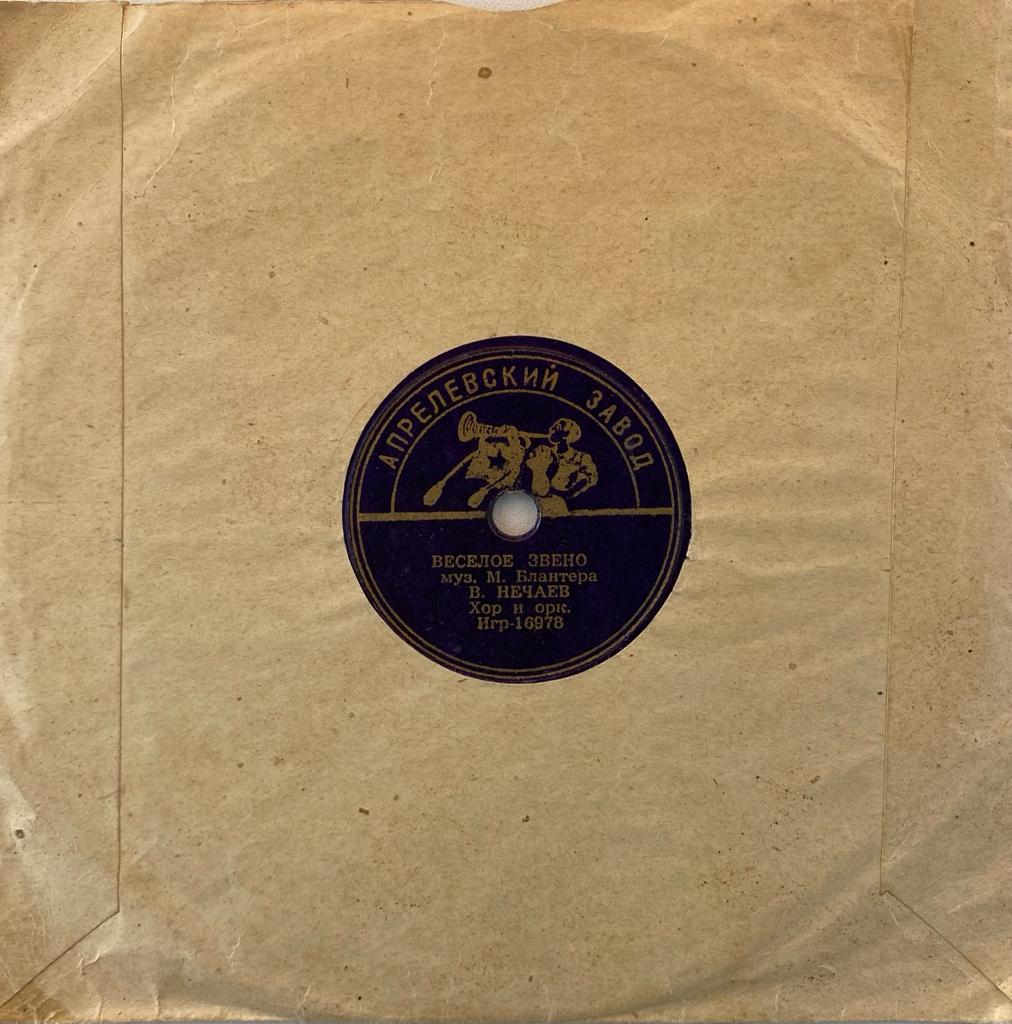 АПРЕЛЕВСКИЙ ЗАВОД
ВЕСЕЛОЕ ЗВЕНО
муз. М. Блантера
В. НЕЧАЕВ
Хор и орк.
Игр-16978